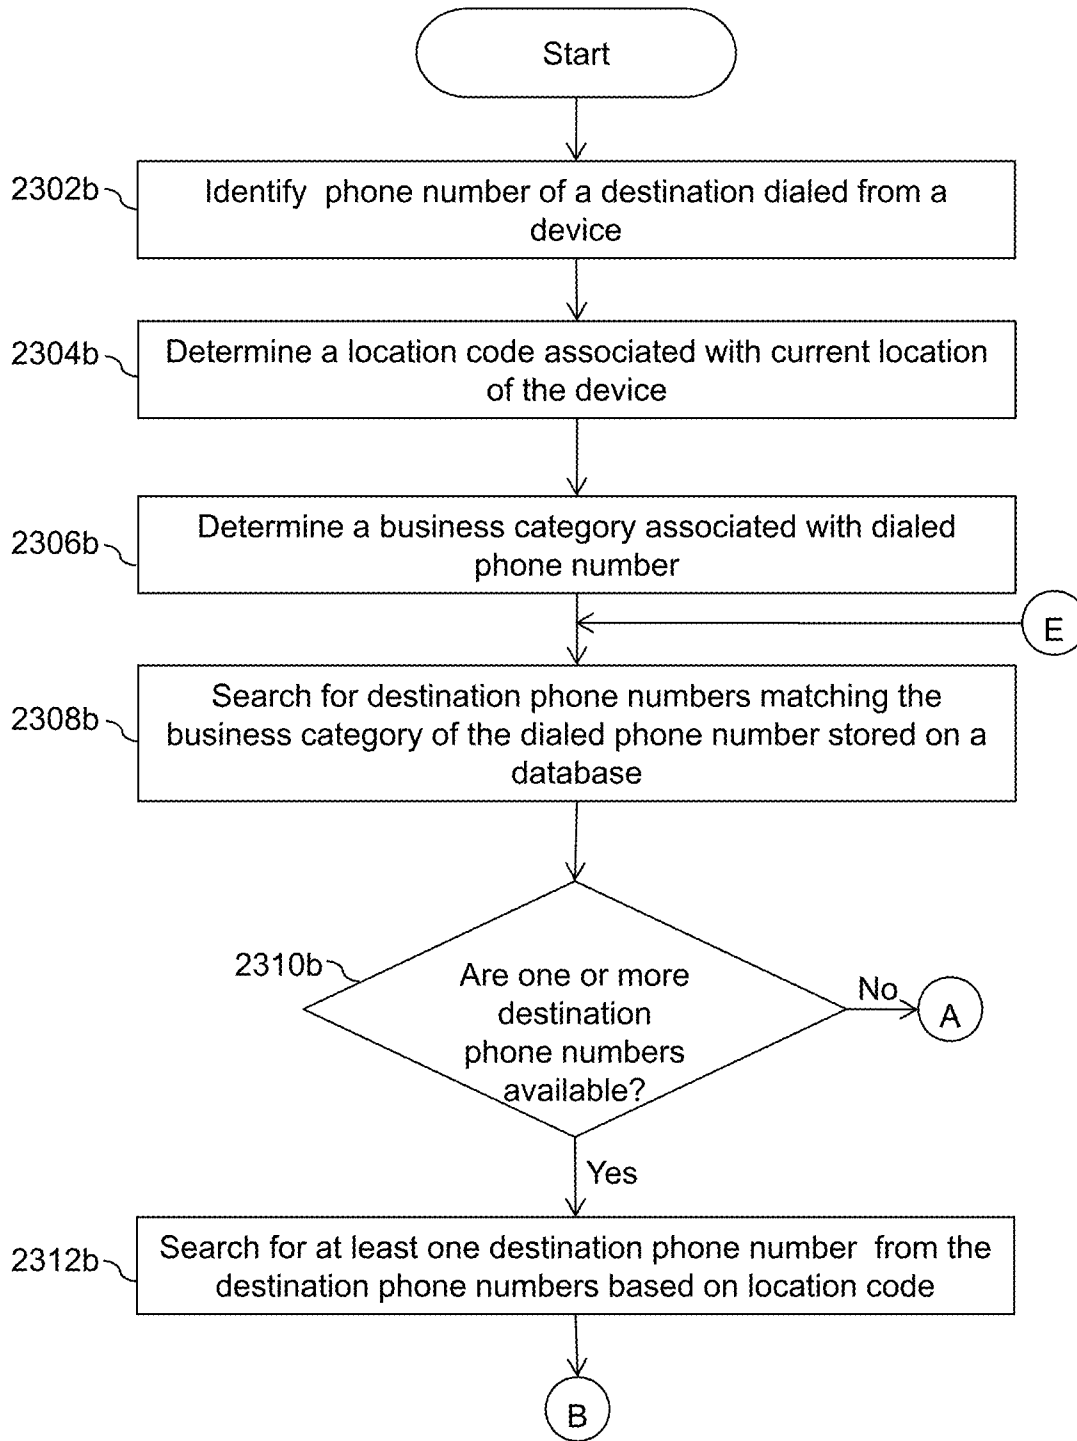 Start
2302b
Identify phone number of a destination dialed from a
device
2304b
Determine a location code associated with current location
of the device
2306b
Determine a business category associated with dialed
phone number
E
2308b
Search for destination phone numbers matching the
business category of the dialed phone number stored on a
database
2310b
Are one or more
destination
phone numbers
available?
No
A
Yes
2312b
Search for at least one destination phone number from the
destination phone numbers based on location code
B